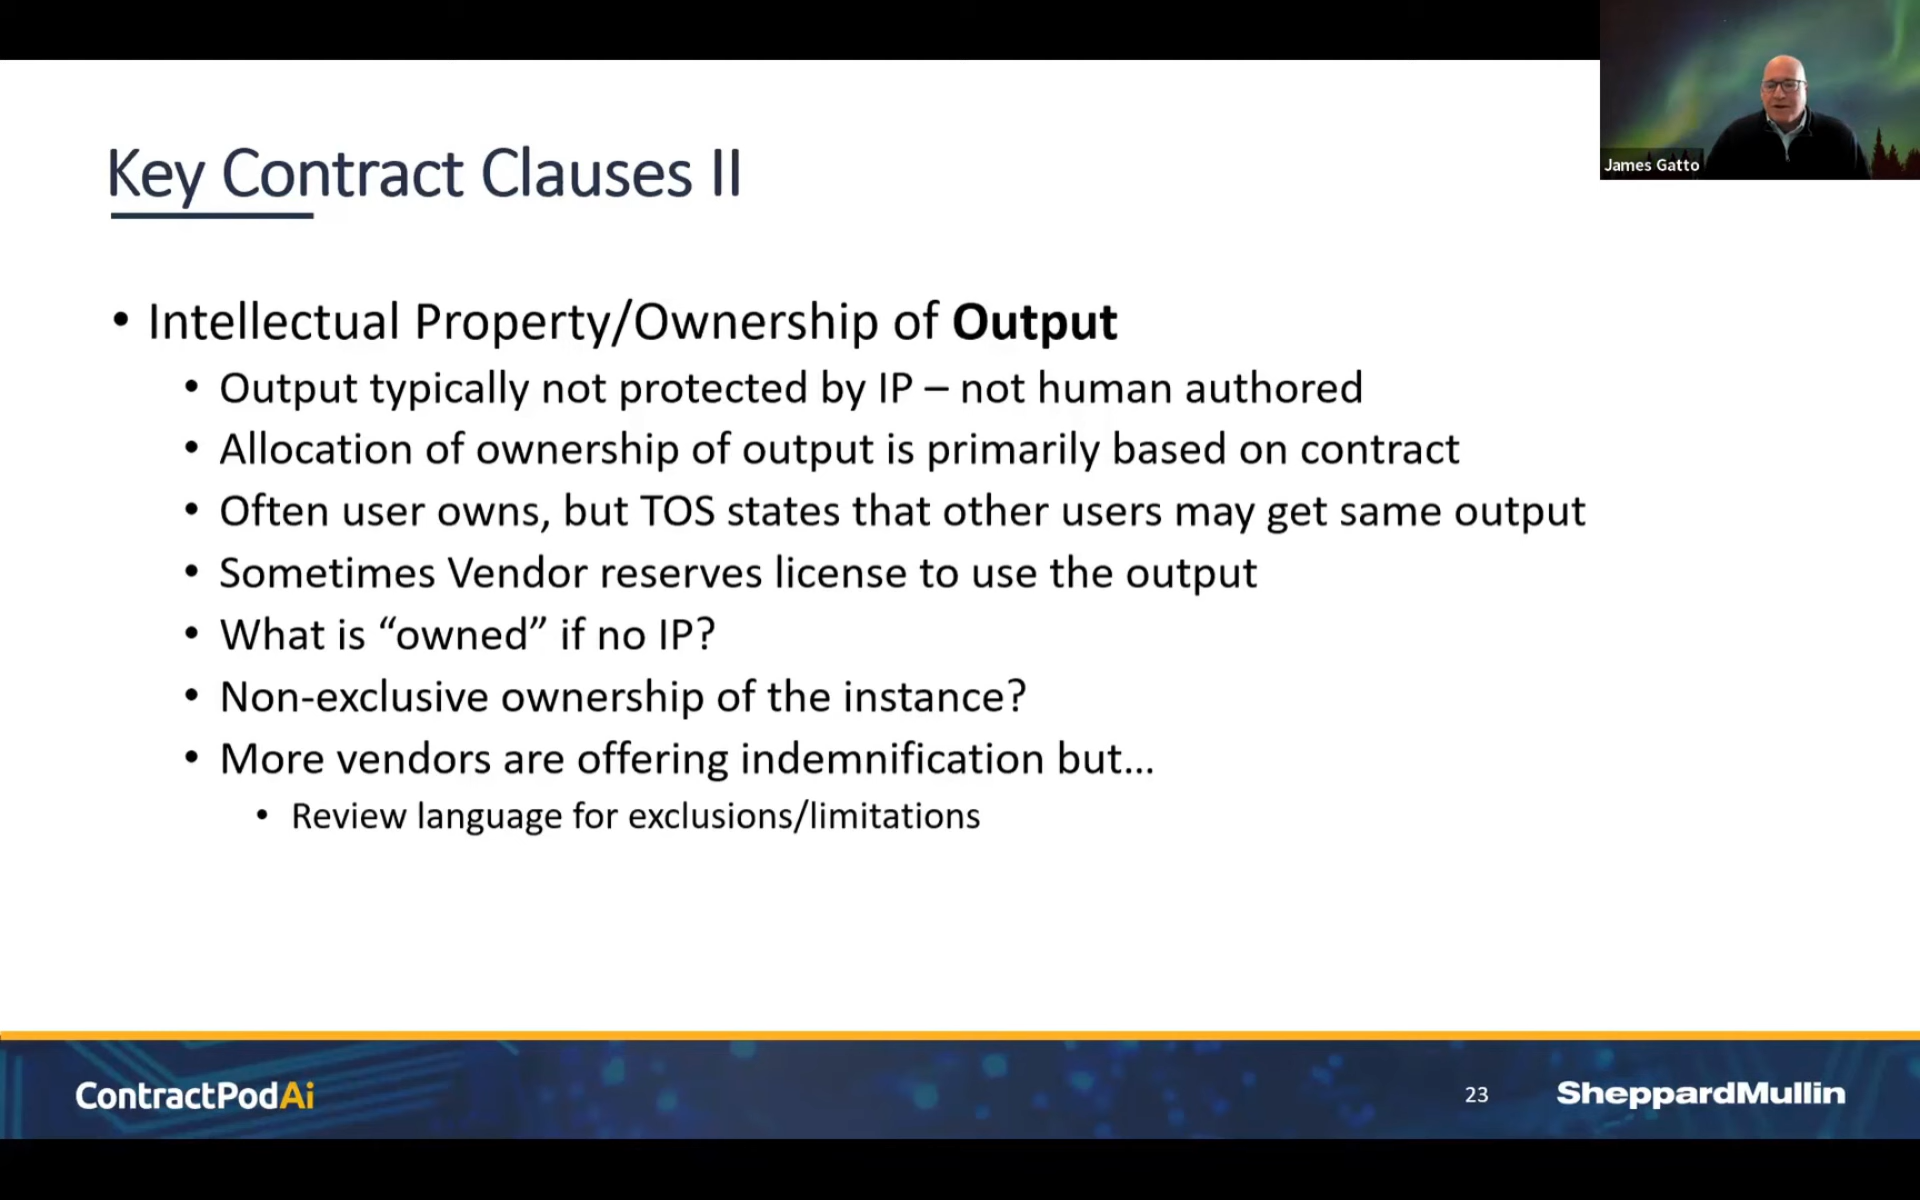 James Gatto
Key Contract Clauses II
• Intellectual Property/Ownership of Output
• Output typically not protected by IP – not human authored
• Allocation of ownership of output is primarily based on contract
• Often user owns, but TOS states that other users may get same output
• Sometimes Vendor reserves license to use the output
• What is “owned” if no IP?
• Non-exclusive ownership of the instance?
• More vendors are offering indemnification but...
• Review language for exclusions/limitations
ContractPodAi
23
SheppardMullin